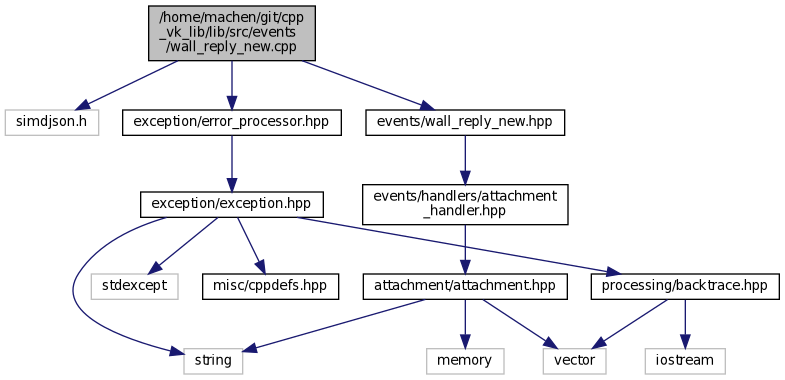 /home/machen/git/cpp
_vk_lib/lib/src/events
/wall_reply_new.cpp
simdjson.h
exception/error_processor.hpp
events/wall_reply_new.hpp
exception/exception.hpp
events/handlers/attachment
_handler.hpp
stdexcept
misc/cppdefs.hpp
attachment/attachment.hpp
processing/backtrace.hpp
string
memory
vector
iostream